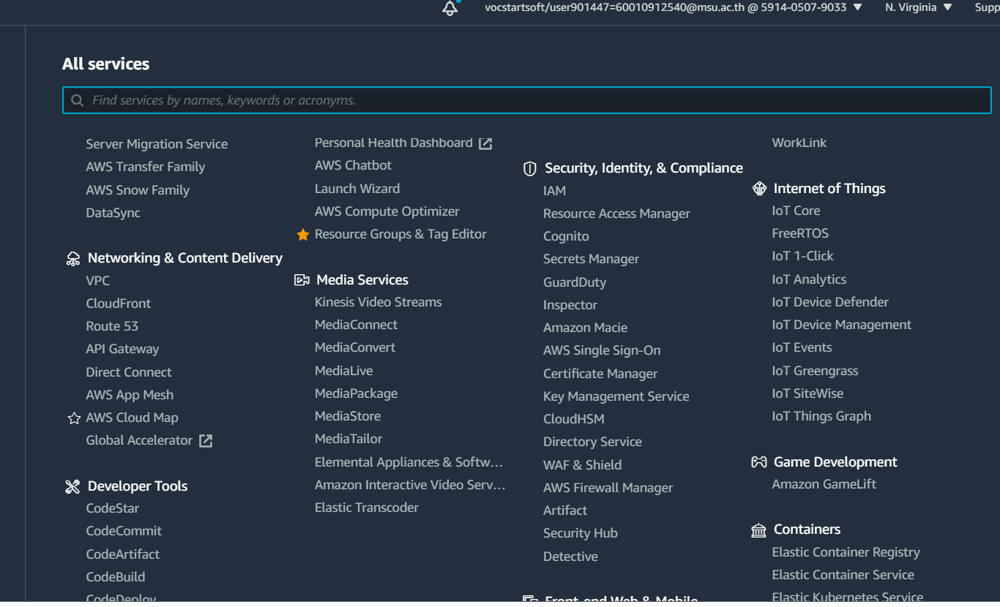 vocstartsoft/user901447=60010912540@msu.ac.th @ 5914-0507-9033
N. Virginia
Supp
All services
Find services by names, keywords or acronyms.
Server Migration Service
AWS Transfer Family
AWS Snow Family
DataSync
Networking & Content Delivery
VPC
CloudFront
Route 53
API Gateway
Direct Connect
AWS App Mesh
AWS Cloud Map
Global Accelerator
Developer Tools
CodeStar
CodeCommit
CodeArtifact
CodeBuild
CodeDeploy
Personal Health Dashboard
AWS Chatbot
Launch Wizard
AWS Compute Optimizer
Resource Groups & Tag Editor
Media Services
Kinesis Video Streams
MediaConnect
MediaConvert
MediaLive
MediaPackage
MediaStore
MediaTailor
Elemental Appliances & Softw...
Amazon Interactive Video Serv...
Elastic Transcoder
Security, Identity, & Compliance
IAM
Resource Access Manager
Cognito
Secrets Manager
GuardDuty
Inspector
Amazon Macie
AWS Single Sign-On
Certificate Manager
Key Management Service
CloudHSM
Directory Service
WAF & Shield
AWS Firewall Manager
Artifact
Security Hub
Detective
Front-end Web & Mobile
WorkLink
Internet of Things
IoT Core
FreeRTOS
IoT 1-Click
IoT Analytics
IoT Device Defender
IoT Device Management
IoT Events
IoT Greengrass
IoT SiteWise
IoT Things Graph
Game Development
Amazon GameLift
Containers
Elastic Container Registry
Elastic Container Service
Elastic Kubernetes Service